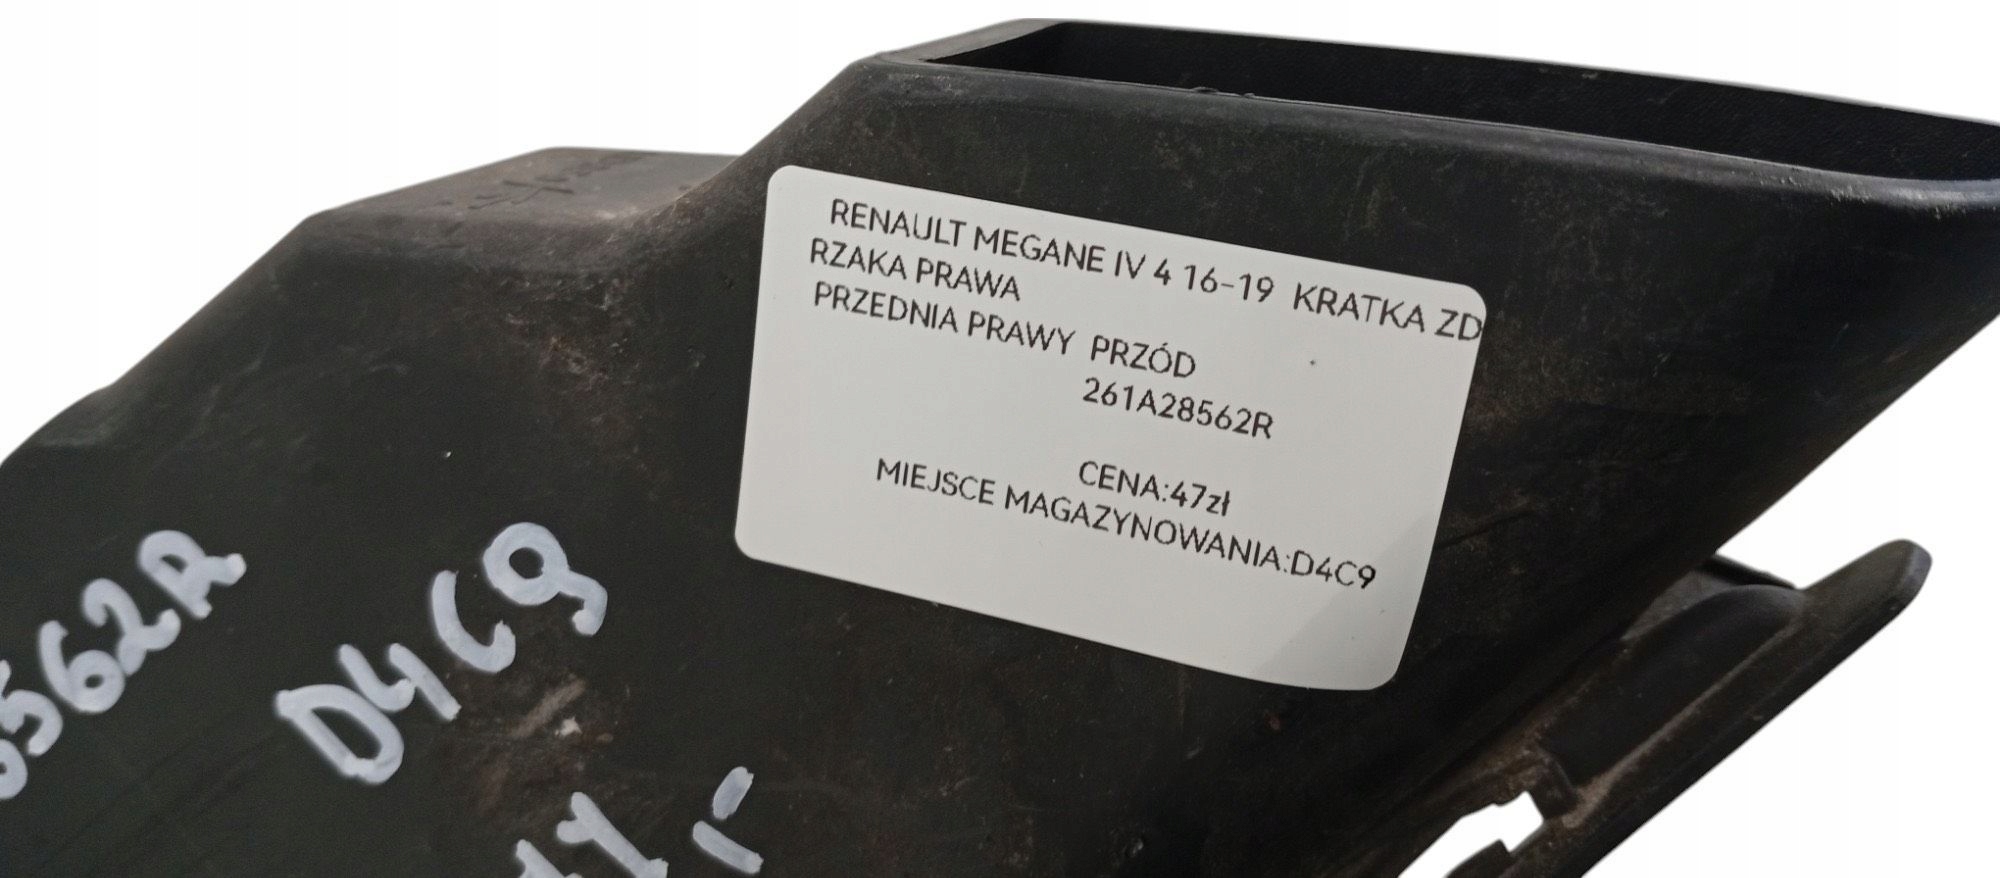 RENAULT MEGANE IV 4 16-19 KRATKA ZD
RZAKA PRAWA
PRZEDNIA PRAWY PRZÓD
261A28562R
CENA:47zł
MIEJSCE MAGAZYNOWANIA:D4C9
8562R
D4C9